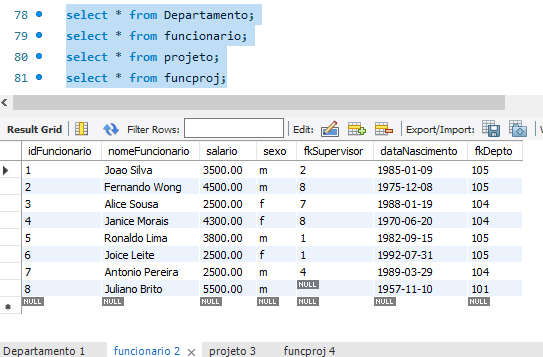 78 select * from Departamento;
79 select * from funcionario;
80 select * from projeto;
81 select * from funcproj;
Result Grid Filter Rows: Edit: Export/Import:
idFuncionario nomeFuncionario salario sexo fkSupervisor dataNascimento fkDepto
1 Joao Silva 3500.00 m 2 1985-01-09 105
2 Fernando Wong 4500.00 m 8 1975-12-08 105
3 Alice Sousa 2500.00 f 7 1988-01-19 104
4 Janice Morais 4300.00 f 8 1970-06-20 104
5 Ronaldo Lima 3800.00 m 1 1982-09-15 105
6 Joice Leite 2500.00 f 1 1992-07-31 105
7 Antonio Pereira 2500.00 m 4 1989-03-29 104
8 Juliano Brito 5500.00 m NULL 1957-11-10 101
NULL NULL NULL NULL NULL NULL NULL
Departamento 1 funcionario 2 projeto 3 funcproj 4